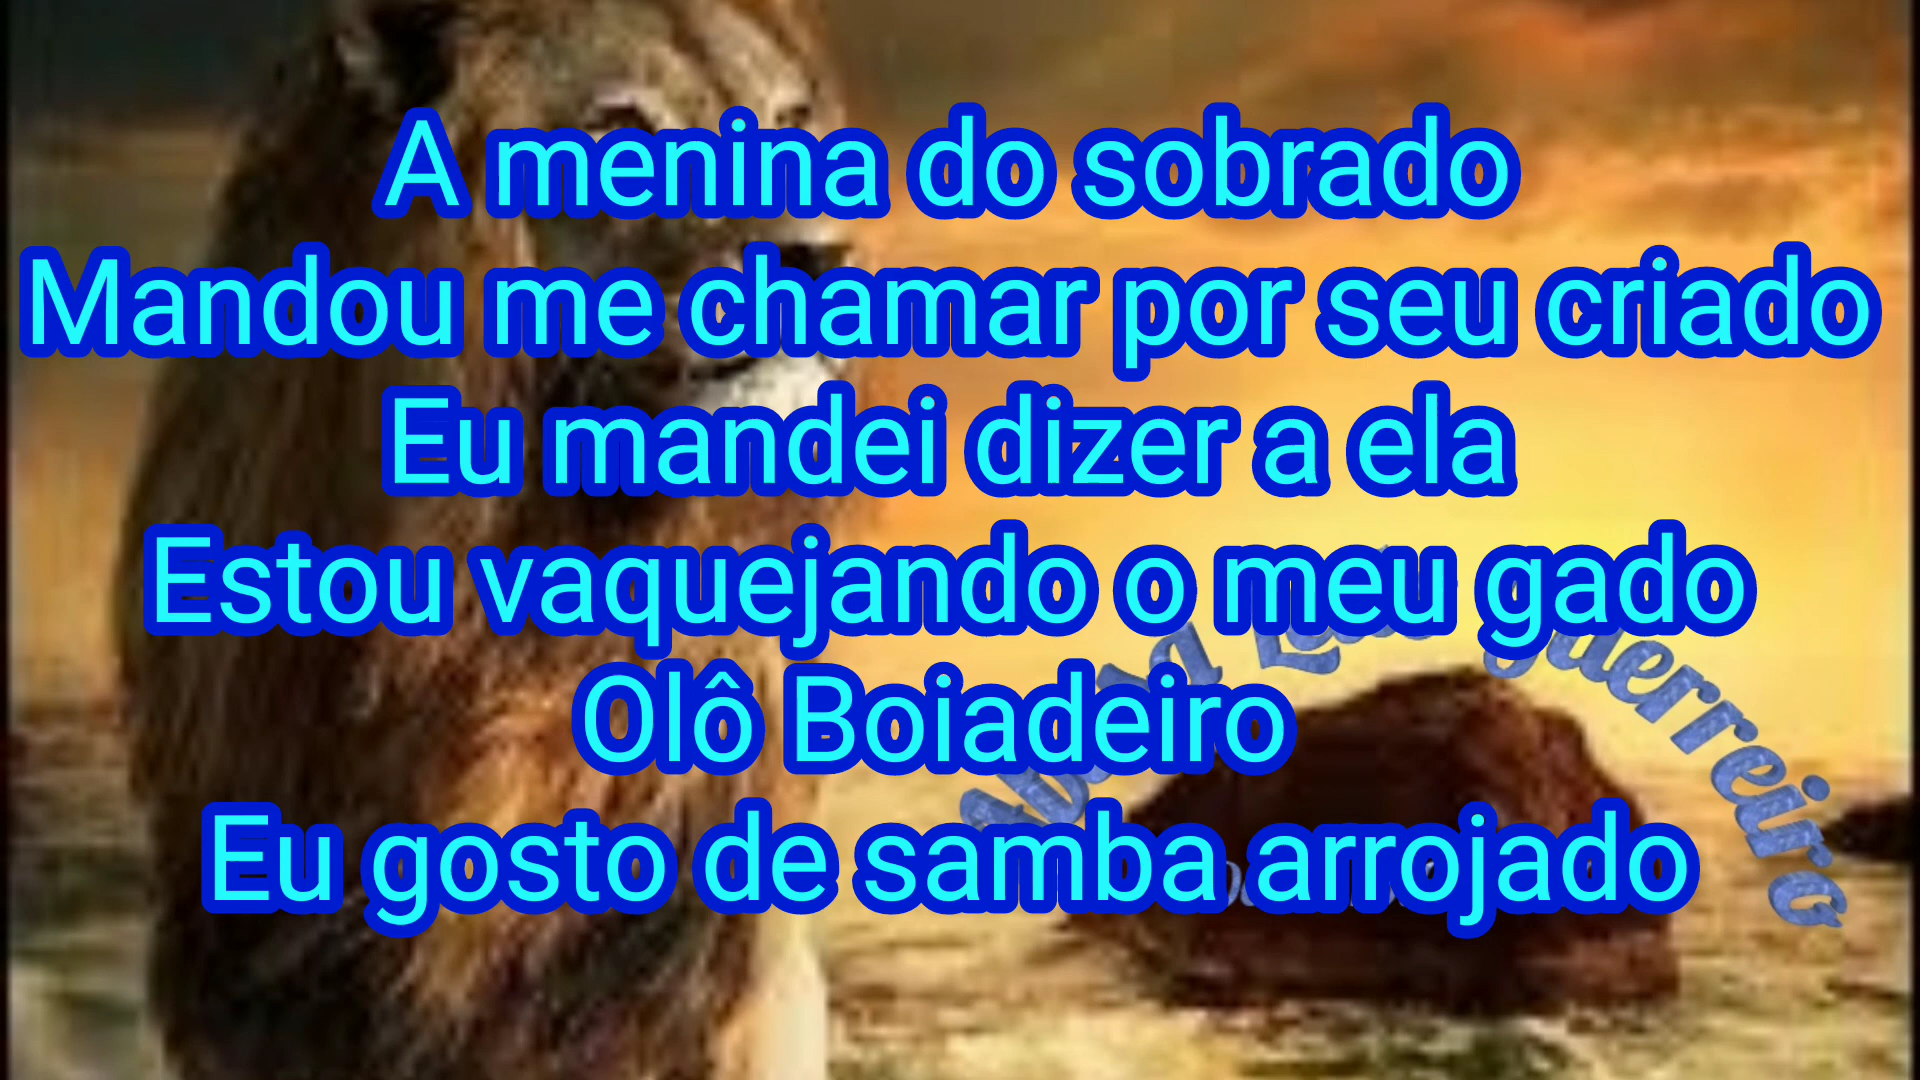 A menina do sobrado
Mandou me chamar por seu criado
Eu mandei dizer a ela
Estou vaquejando o meu gado
Olô Boiadeiro
Eu gosto de samba arrojado
guerreiro